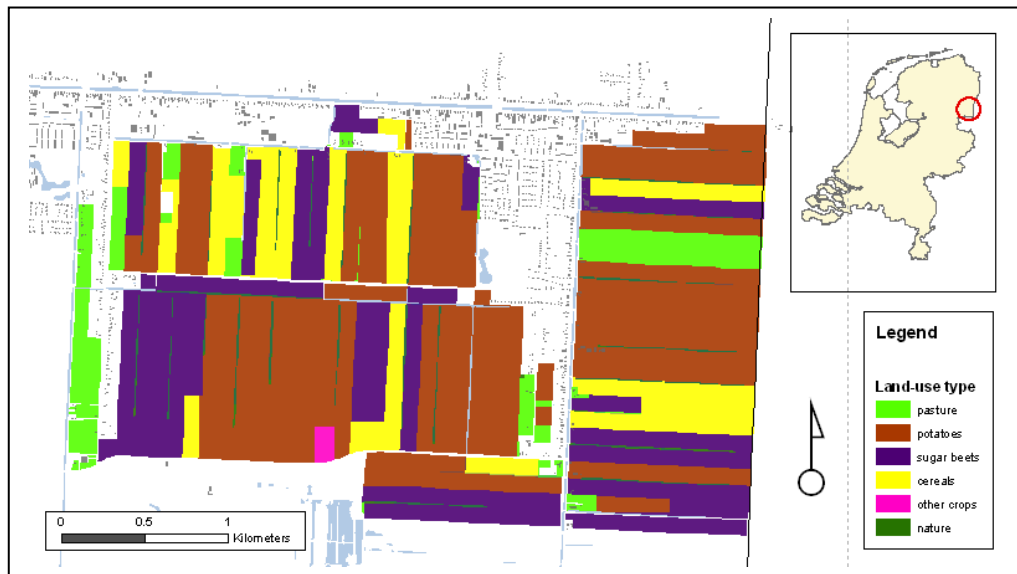 Legend
Land-use type
pasture
potatoes
sugar beets
cereals
other crops
nature
0 0.5 1
Kilometers